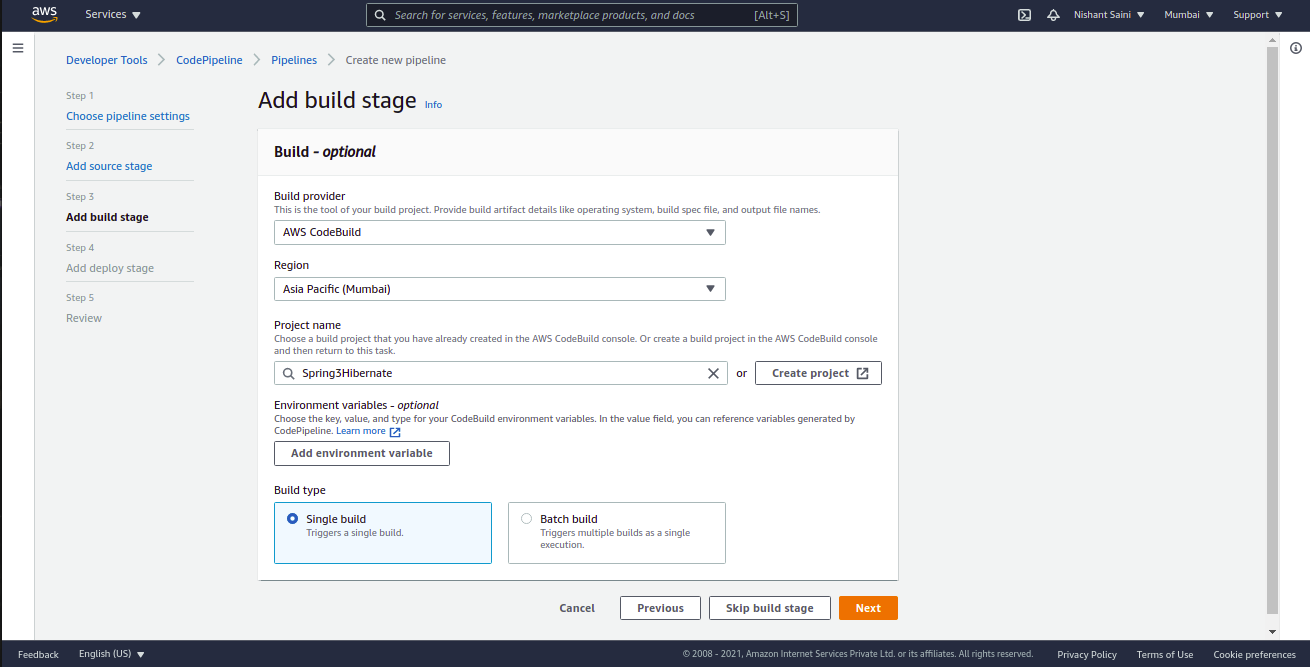 aws Services Search for services, features, marketplace products, and docs [Alt+S] Nishant Saini Mumbai Support
Developer Tools CodePipeline Pipelines Create new pipeline
Step 1
Choose pipeline settings
Step 2
Add source stage
Step 3
Add build stage
Step 4
Add deploy stage
Step 5
Review
Add build stage Info
Build - optional
Build provider
This is the tool of your build project. Provide build artifact details like operating system, build spec file, and output file names.
AWS CodeBuild
Region
Asia Pacific (Mumbai)
Project name
Choose a build project that you have already created in the AWS CodeBuild console. Or create a build project in the AWS CodeBuild console
and then return to this task.
Spring3Hibernate or Create project
Environment variables - optional
Choose the key, value, and type for your CodeBuild environment variables. In the value field, you can reference variables generated by
CodePipeline. Learn more
Add environment variable
Build type
Single build
Triggers a single build.
Batch build
Triggers multiple builds as a single
execution.
Cancel Previous Skip build stage Next
Feedback English (US) © 2008 - 2021, Amazon Internet Services Private Ltd. or its affiliates. All rights reserved. Privacy Policy Terms of Use Cookie preferences